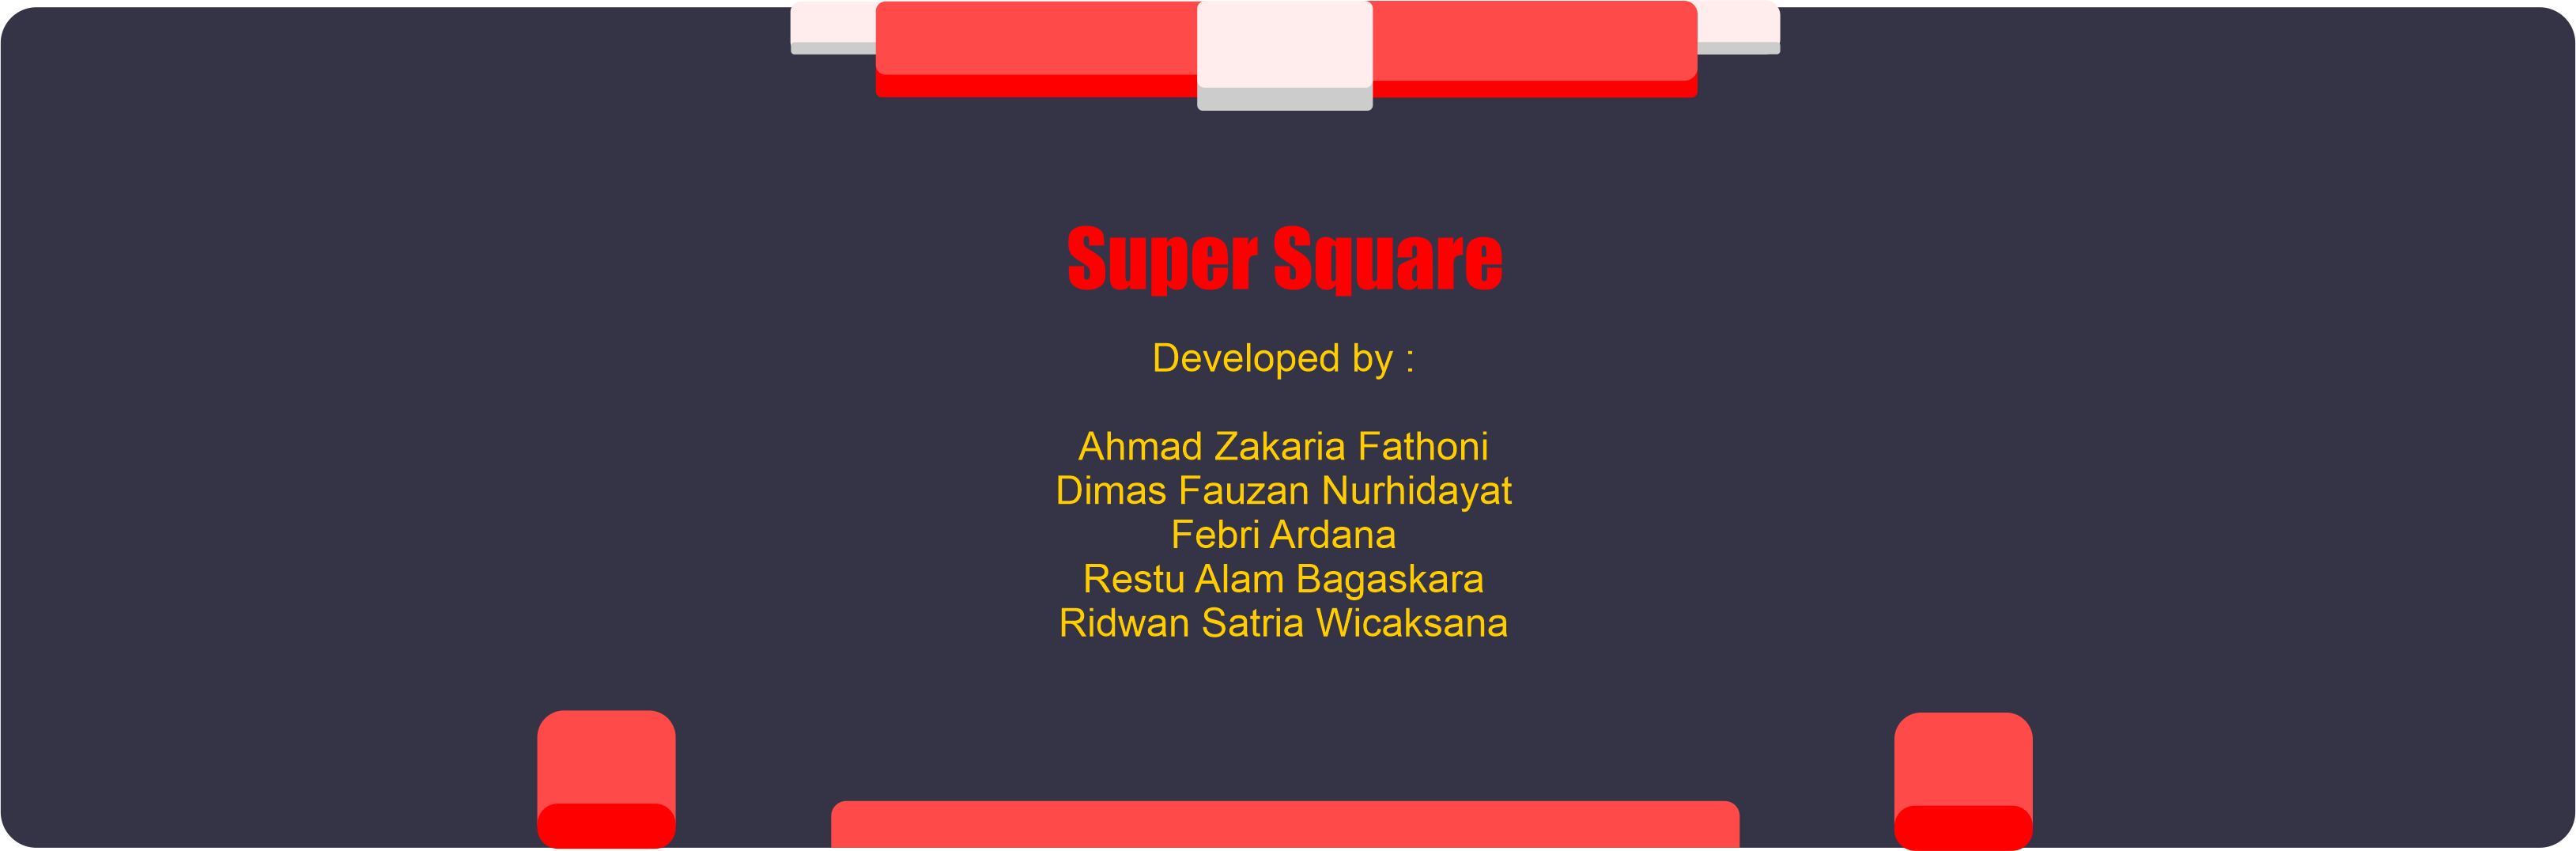 Super Square
Developed by :
Ahmad Zakaria Fathoni
Dimas Fauzan Nurhidayat
Febri Ardana
Restu Alam Bagaskara
Ridwan Satria Wicaksana